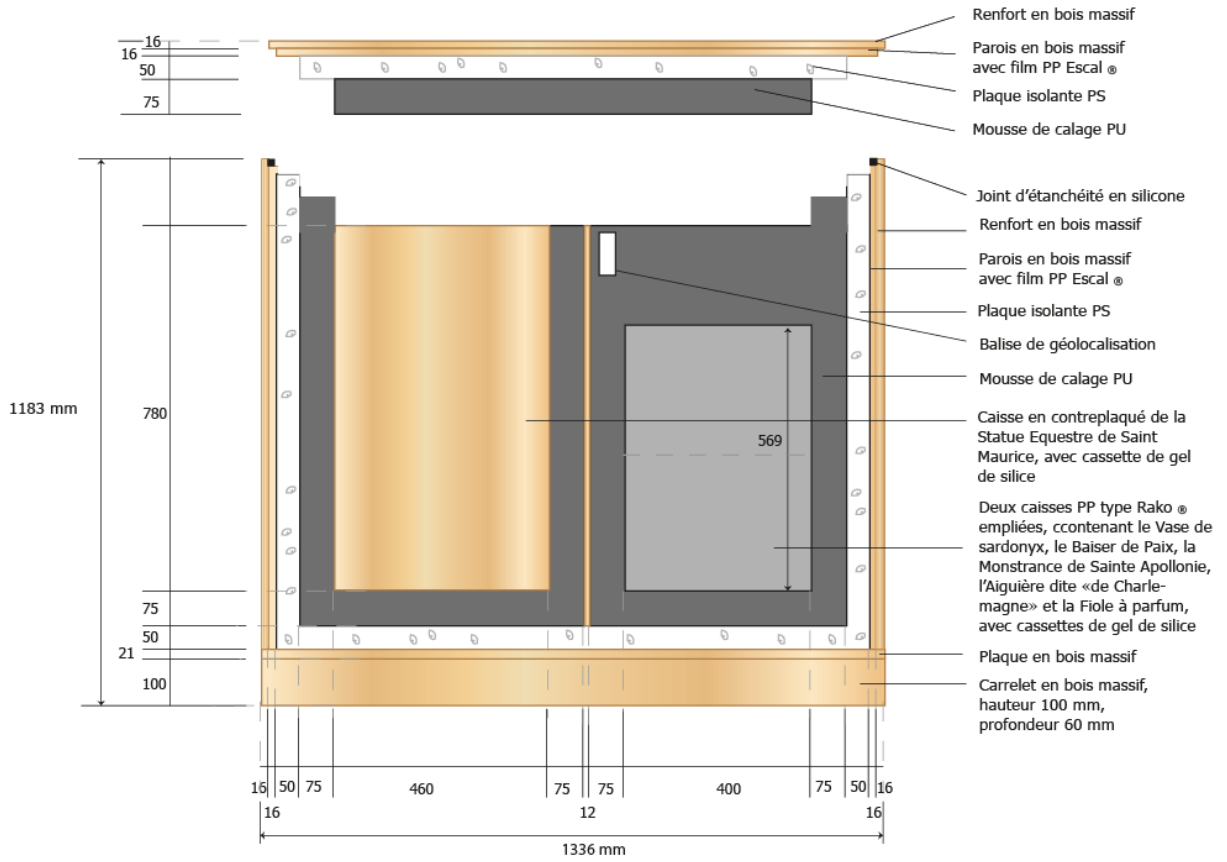 16
16
50
75
Renfort en bois massif
Parois en bois massif
avec film PP Escal ®
Plaque isolante PS
Mousse de calage PU
Joint d'étanchéité en silicone
Renfort en bois massif
Parois en bois massif
avec film PP Escal ®
Plaque isolante PS
Balise de géolocalisation
Mousse de calage PU
1183 mm
780
569
Caisse en contreplaqué de la
Statue Equestre de Saint
Maurice, avec cassette de gel
de silice
Deux caisses PP type Rako ®
empliées, ccontenant le Vase de
sardonyx, le Baiser de Paix, la
Monstrance de Sainte Apollonie,
l'Aiguière dite «de Charle-
magne» et la Fiole à parfum,
avec cassettes de gel de silice
75
50
21
100
Plaque en bois massif
Carrelet en bois massif,
hauteur 100 mm,
profondeur 60 mm
16 50 75 460 75 75 400 75 50 16
16 12 16
1336 mm